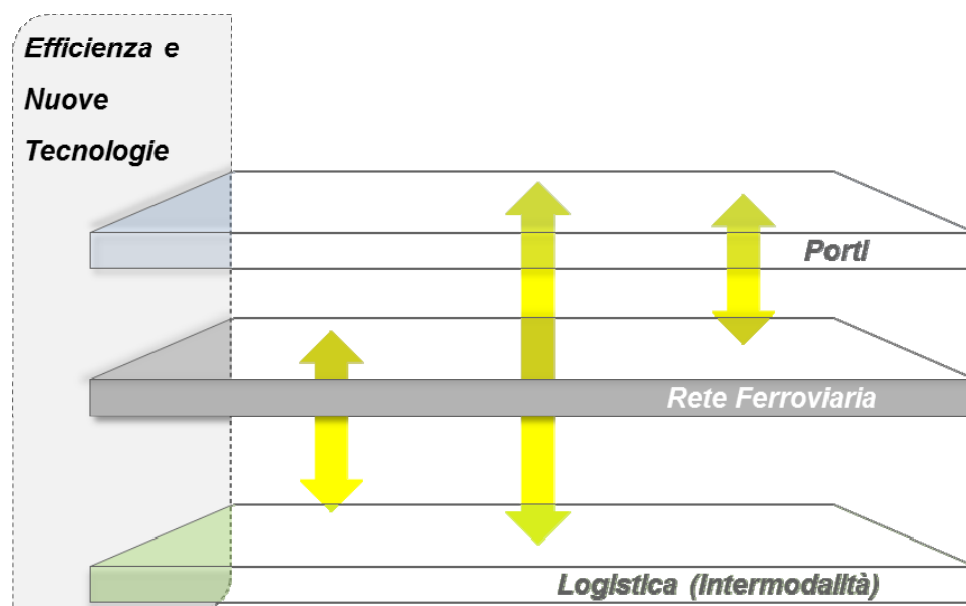 Efficienza e
Nuove
Tecnologie
Porti
Rete Ferroviaria
Logistica (Intermodalità)